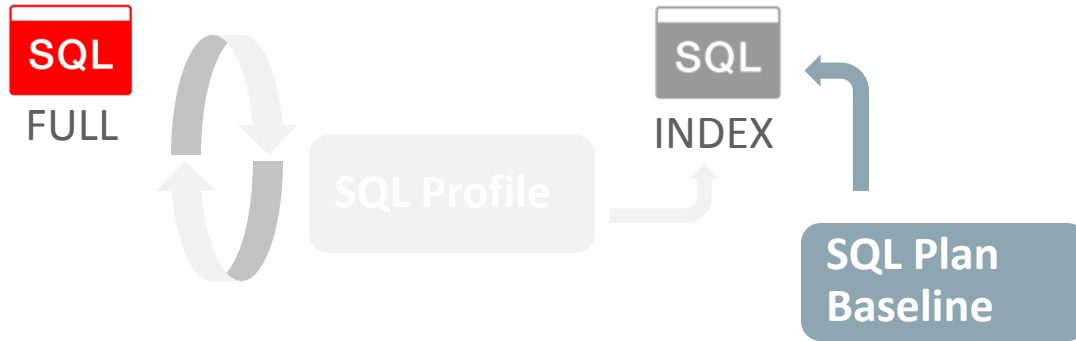 SQL
FULL
SQL Profile
SQL
INDEX
SQL Plan
Baseline